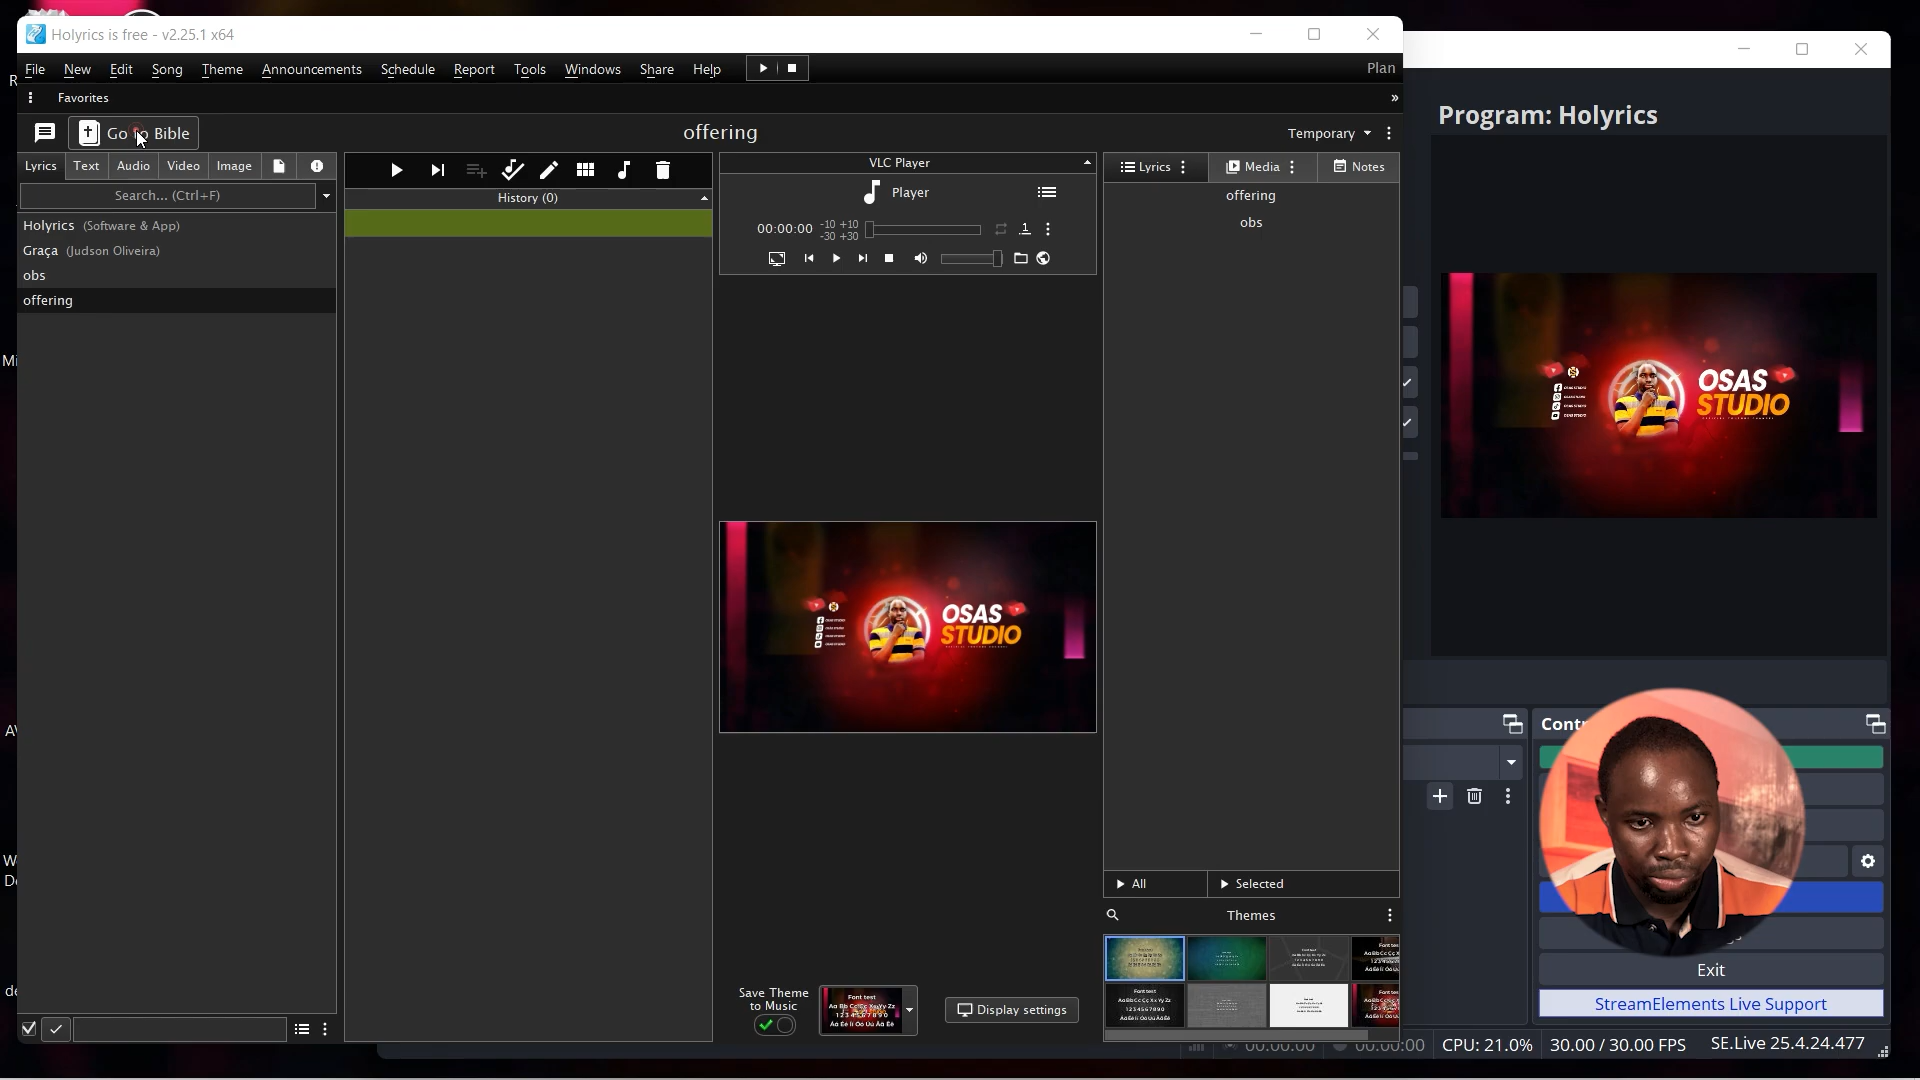 Holyrics is free - v2.25.1 x64
File New Edit Song Theme Announcements Schedule Report Tools Windows Share Help Plan
Favorites »
Go to Bible
offering
Temporary
Lyrics Text Audio Video Image
Search... (Ctrl+F)
Holyrics (Software & App)
Graça (Judson Oliveira)
obs
offering
History (0)
VLC Player
Player
00:00:00 -10 +10
-30 +30
1
OSAS
STUDIO
Save Theme
to Music
Font test
Display settings
Lyrics Media Notes
offering
obs
All Selected
Themes
Program: Holyrics
OSAS
STUDIO
Exit
StreamElements Live Support
CPU: 21.0% 30.00 / 30.00 FPS SE.Live 25.4.24.477